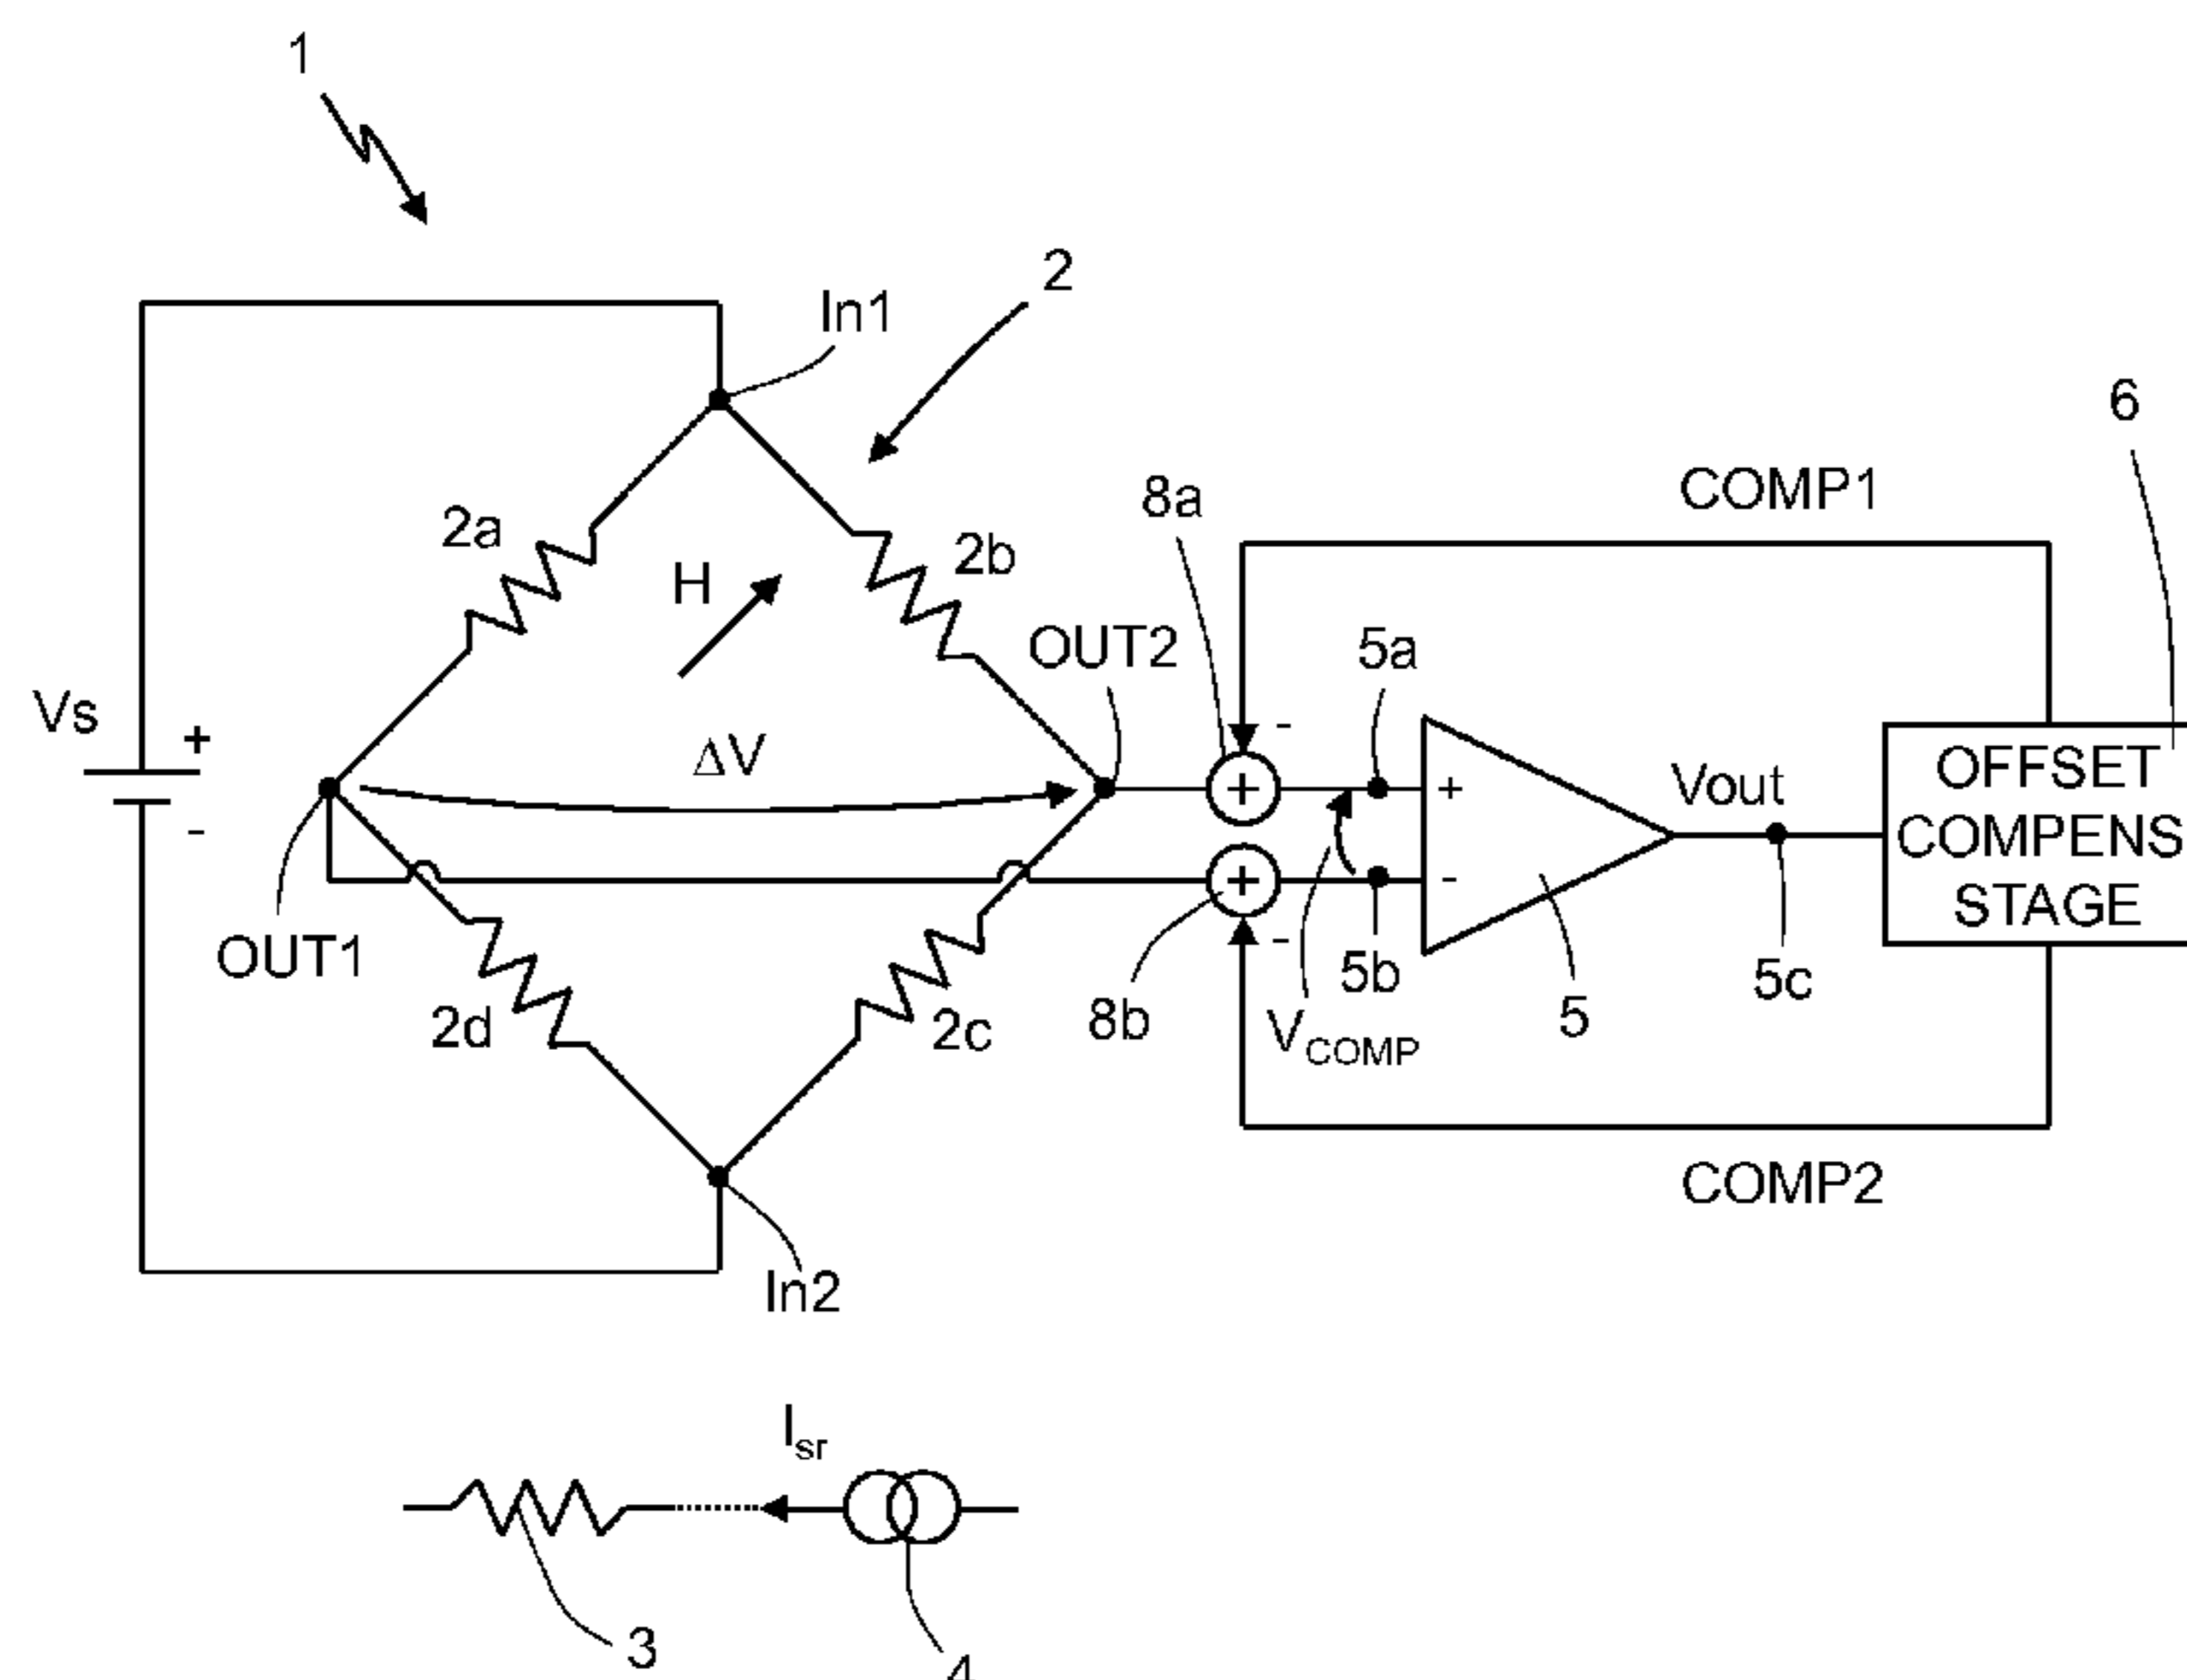 1
2
In1
6
COMP1
8a
2a
2b
H
OUT2
5a
Vs
+
-
ΔV
-
+
+
Vout
OFFSET
COMPENS
STAGE
+
-
-
OUT1
5b
5c
2d
2c
8b
VCOMP
5
COMP2
In2
Isr
3
4